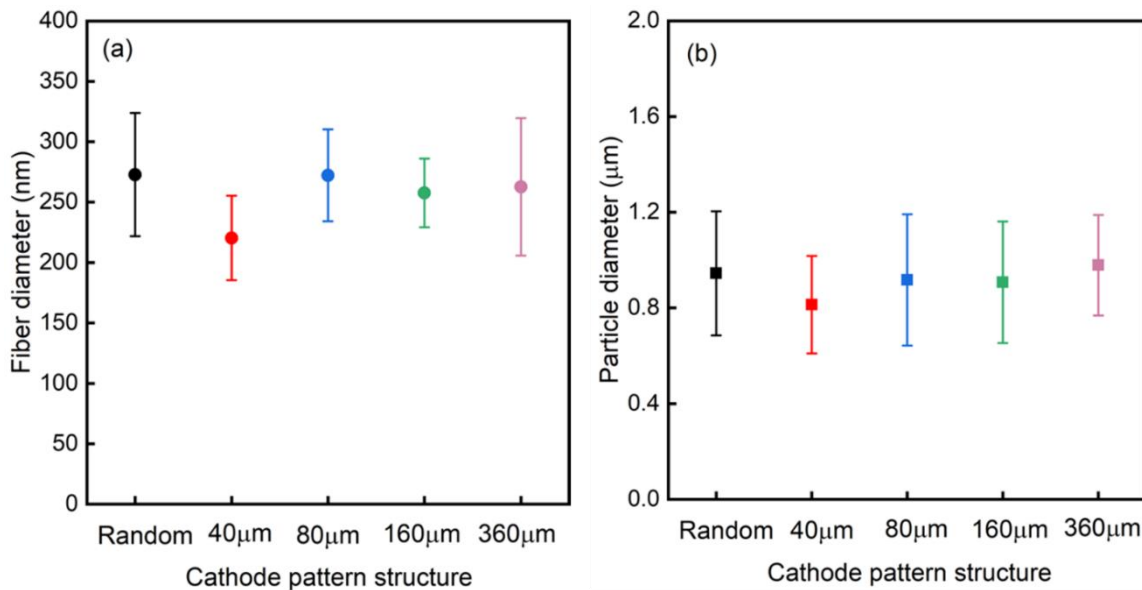 (a)
Fiber diameter (nm)
400
350
300
250
200
150
100
50
0
Random 40μm 80μm 160μm 360μm
Cathode pattern structure
(b)
Particle diameter (μm)
2.0
1.6
1.2
0.8
0.4
0.0
Random 40μm 80μm 160μm 360μm
Cathode pattern structure